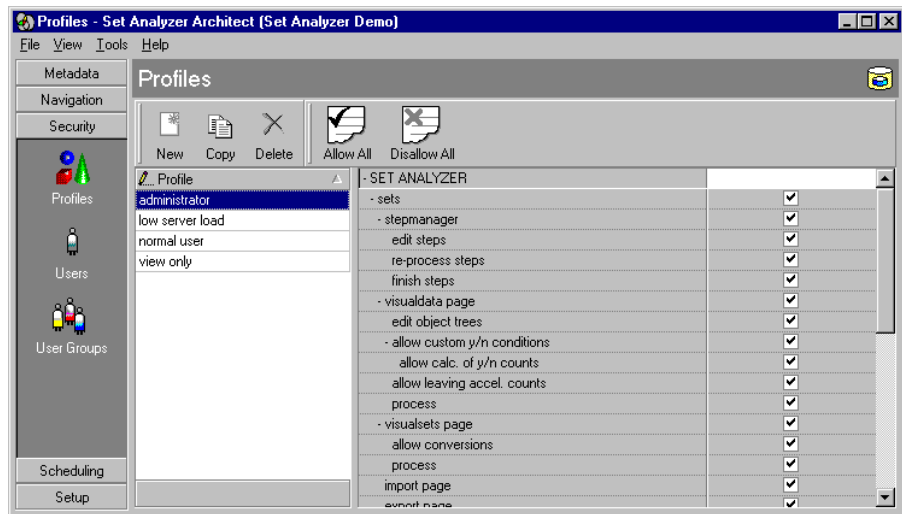 Profiles - Set Analyzer Architect (Set Analyzer Demo)
File View Tools Help
Metadata
Navigation
Security
Profiles
Users
User Groups
Scheduling
Setup
Profiles
New Copy Delete Allow All Disallow All
Profile
administrator
low server load
normal user
view only
- SET ANALYZER
- sets
- stepmanager
edit steps
re-process steps
finish steps
- visualdata page
edit object trees
- allow custom y/n conditions
allow calc. of y/n counts
allow leaving accel. counts
process
- visualsets page
allow conversions
process
import page
export page